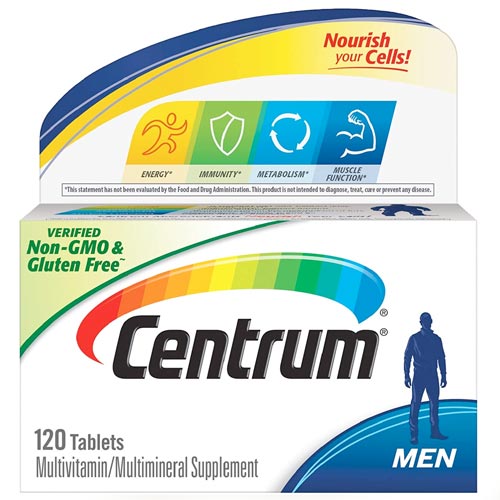 Nourish
your Cells!
ENERGY*
IMMUNITY*
METABOLISM*
MUSCLE
FUNCTION*
*This statement has not been evaluated by the Food and Drug Administration. This product is not intended to diagnose, treat, cure or prevent any disease.
VERIFIED
Non-GMO &
Gluten Free~
Centrum®
®
120 Tablets
Multivitamin/Multimineral Supplement
MEN